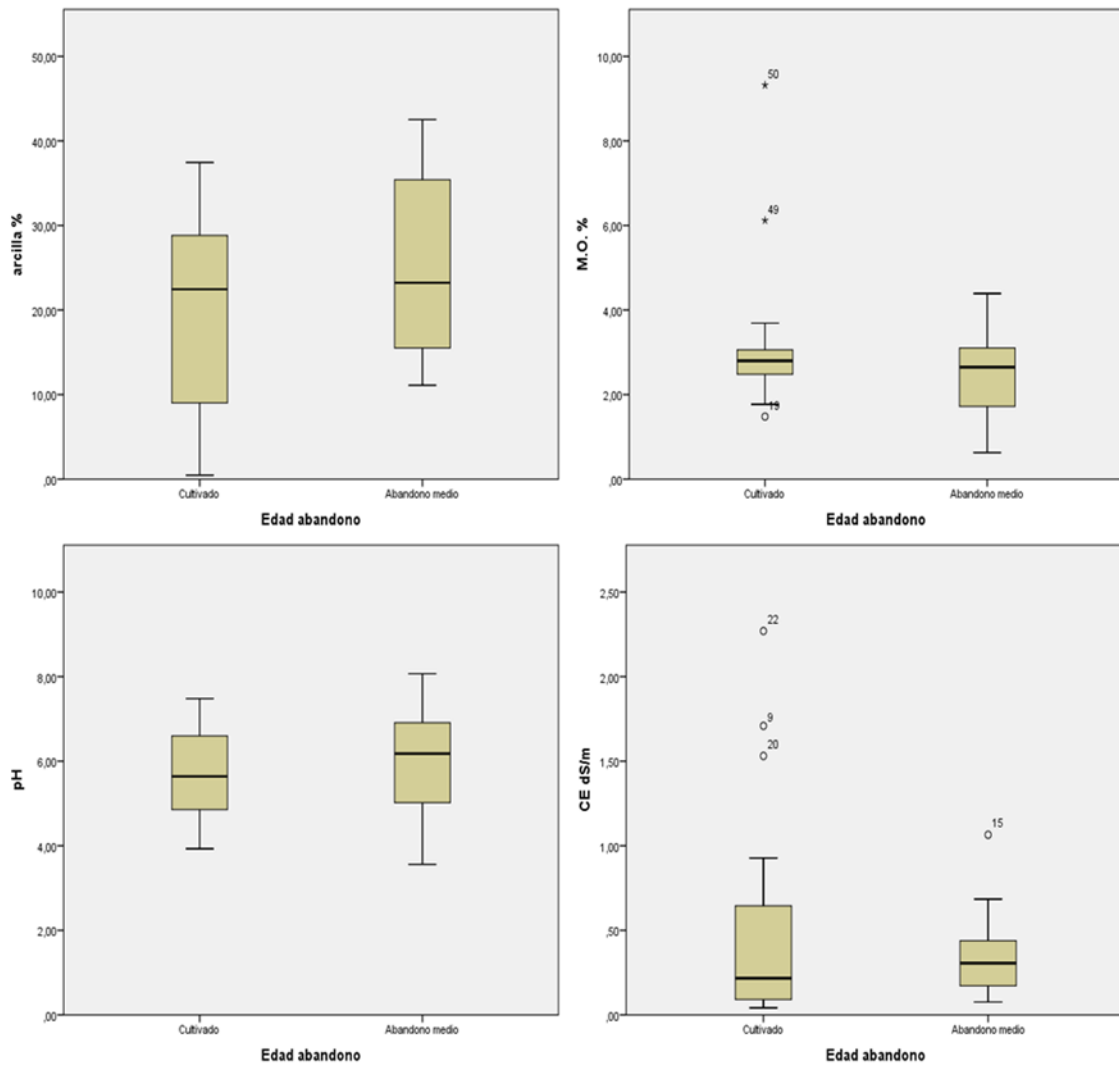 50,00
40,00
30,00
20,00
10,00
,00
arcilla %
Cultivado
Abandono medio
Edad abandono
10,00
8,00
6,00
4,00
2,00
,00
M.O. %
50
49
19
Cultivado
Abandono medio
Edad abandono
10,00
8,00
6,00
4,00
2,00
,00
pH
Cultivado
Abandono medio
Edad abandono
2,50
2,00
1,50
1,00
,50
,00
CE dS/m
22
9
20
15
Cultivado
Abandono medio
Edad abandono